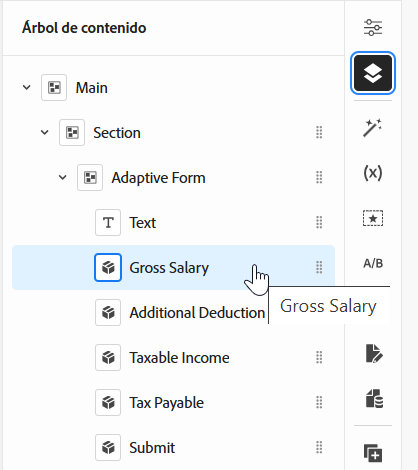 Árbol de contenido
Main
Section
Adaptive Form
T Text
Gross Salary
Additional Deduction
Gross Salary
Taxable Income
Tax Payable
Submit
(x)
A/B